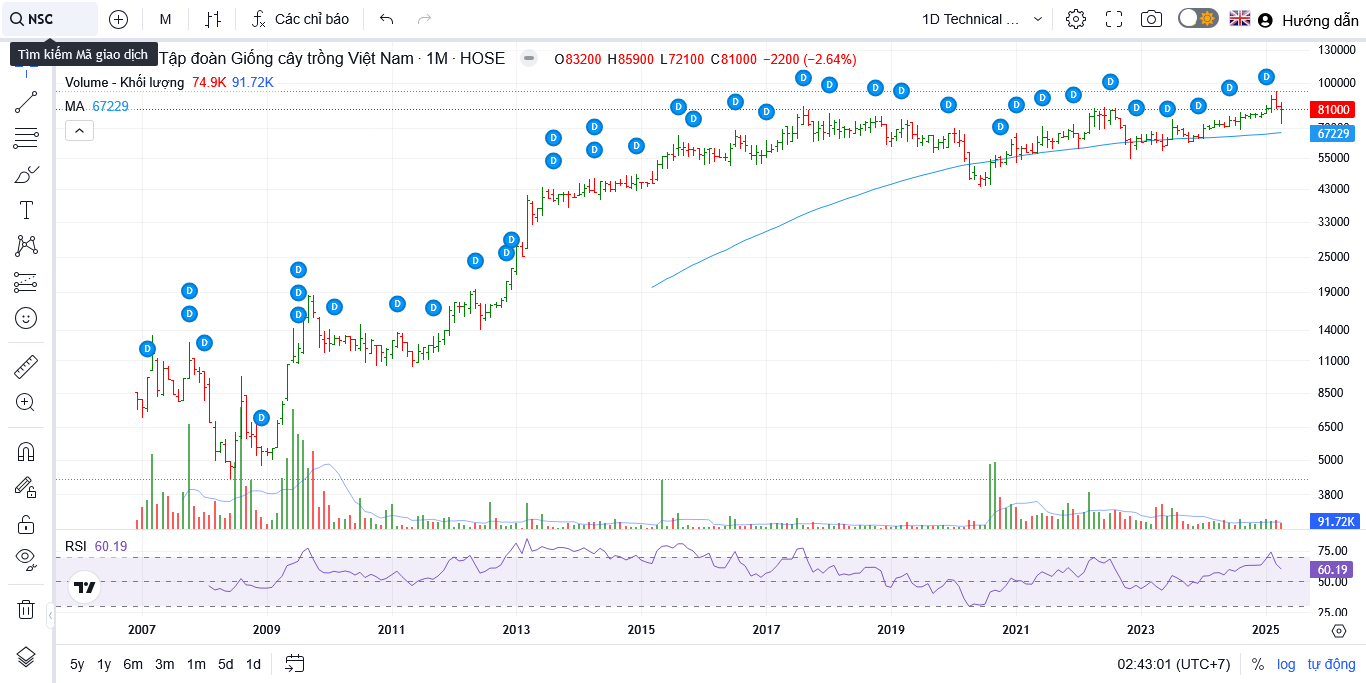 NSC
M
Các chỉ báo
1D Technical ...
Hướng dẫn
Tìm kiếm Mã giao dịch
Tập đoàn Giống cây trồng Việt Nam · 1M · HOSE
O83200 H85900 L72100 C81000 −2200 (−2.64%)
Volume - Khối lượng 74.9K 91.72K
MA 67229
130000
100000
81000
67229
55000
43000
33000
25000
19000
14000
11000
8500
6500
5000
3800
91.72K
D D D D D D D D D D D D D D D D D D D D D D D D D D D D D D D D D D D D D D
RSI 60.19
75.00
60.19
50.00
25.00
2007 2009 2011 2013 2015 2017 2019 2021 2023 2025
5y 1y 6m 3m 1m 5d 1d
02:43:01 (UTC+7) % log tự động